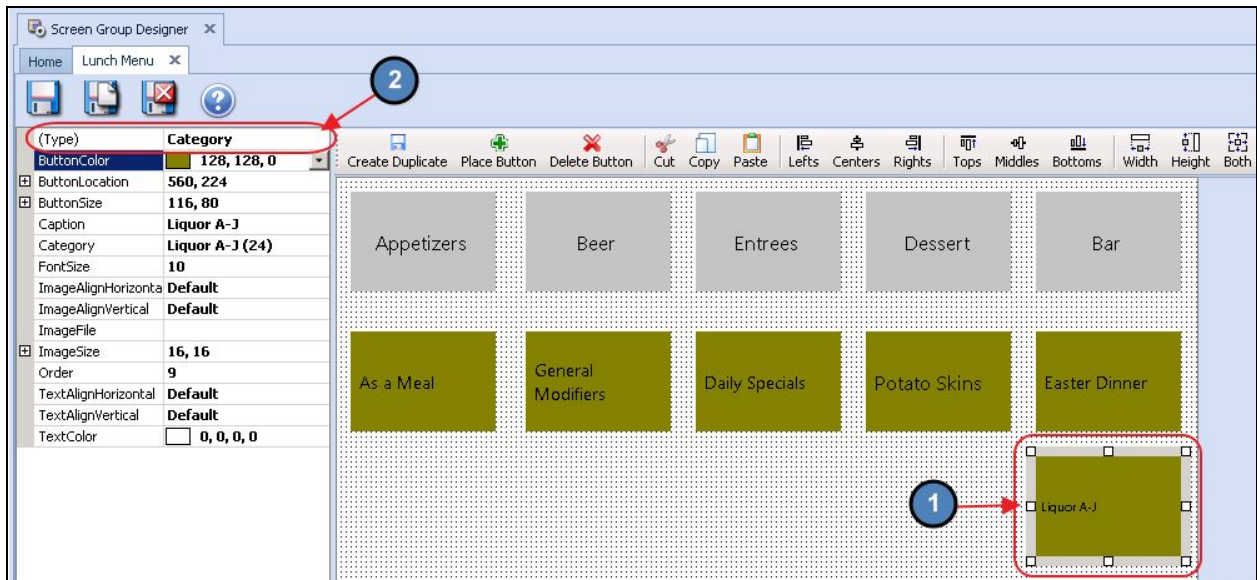 Screen Group Designer
Home Lunch Menu
2
(Type) Category
ButtonColor 128, 128, 0
ButtonLocation 560, 224
ButtonSize 116, 80
Caption Liquor A-J
Category Liquor A-J (24)
FontSize 10
ImageAlignHorizonta Default
ImageAlignVertical Default
ImageFile
ImageSize 16, 16
Order 9
TextAlignHorizontal Default
TextAlignVertical Default
TextColor 0, 0, 0, 0
Create Duplicate Place Button Delete Button Cut Copy Paste Lefts Centers Rights Tops Middles Bottoms Width Height Both
Appetizers Beer Entrees Dessert Bar
As a Meal General Modifiers Daily Specials Potato Skins Easter Dinner
1
Liquor A-J